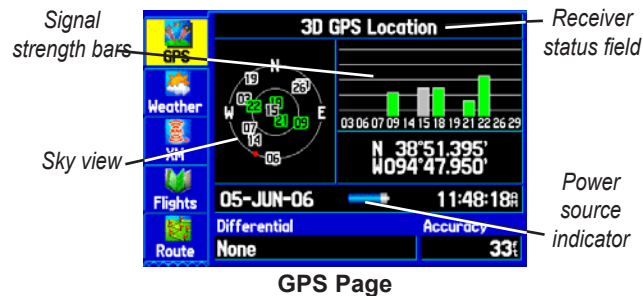 Signal
strength bars
Receiver
status field
3D GPS Location
GPS
Weather
XM
Flights
Route
N
W
E
19
26
03
22
18
15
21
09
07
14
06
03 06 07 09 14 15 18 19 21 22 26 29
N 38°51.395'
W094°47.950'
Sky view
Power
source
indicator
05-JUN-06
11:48:18AM
Differential
Accuracy
None
33ft
GPS Page